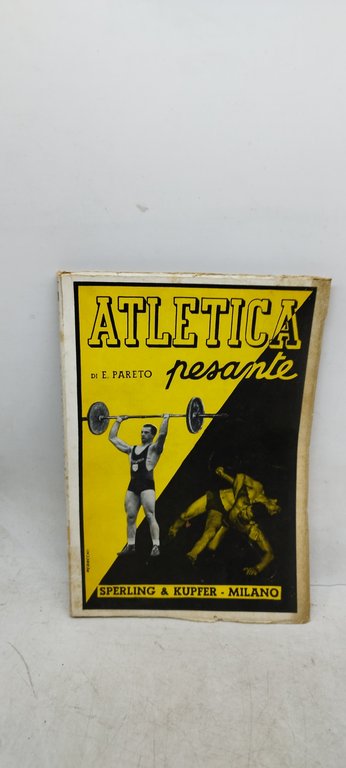 ATLETICA
pesante
DI E. PARETO
SPERLING & KUPFER - MILANO